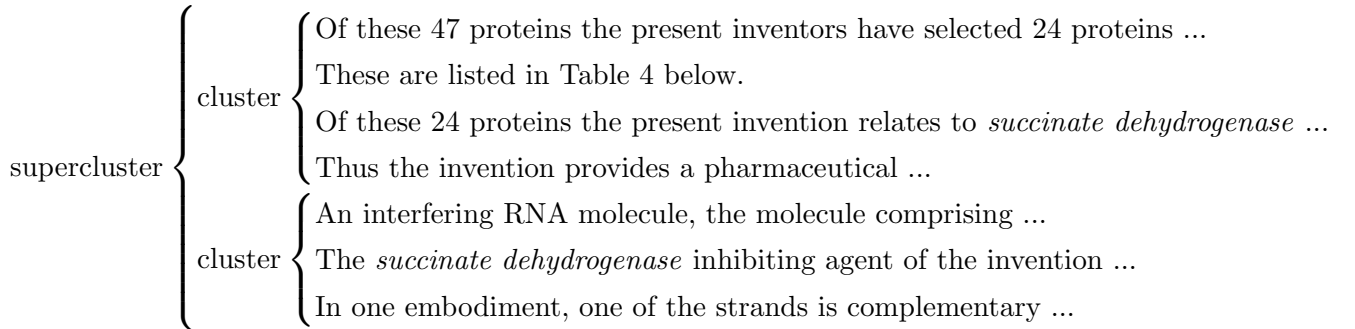 Of these 47 proteins the present inventors have selected 24 proteins ...
These are listed in Table 4 below.
cluster
Of these 24 proteins the present invention relates to succinate dehydrogenase ...
supercluster
Thus the invention provides a pharmaceutical ...
An interfering RNA molecule, the molecule comprising ...
cluster
The succinate dehydrogenase inhibiting agent of the invention ...
In one embodiment, one of the strands is complementary ...